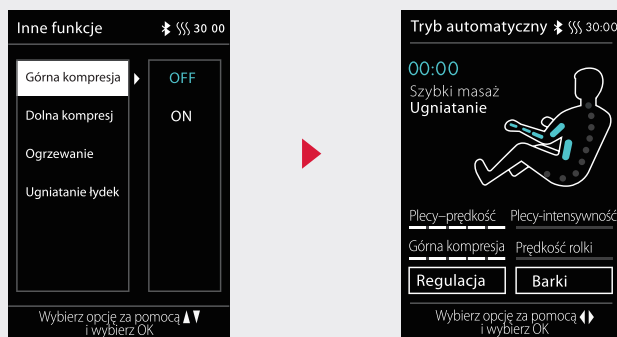 Inne funkcje 30 00
Górna kompresja OFF
Dolna kompresj ON
Ogrzewanie
Ugniatanie łydek
Wybierz opcję za pomocą
i wybierz OK
Tryb automatyczny 30:00
00:00
Szybki masaż
Ugniatanie
Plecy–prędkość Plecy-intensywność
Górna kompresja Prędkość rolki
Regulacja Barki
Wybierz opcję za pomocą
i wybierz OK